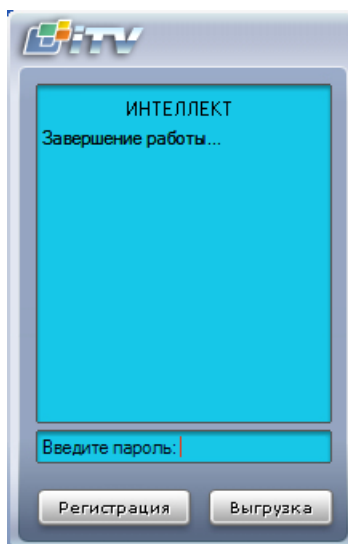 iTV
ИНТЕЛЛЕКТ
Завершение работы...
Введите пароль:
Регистрация Выгрузка